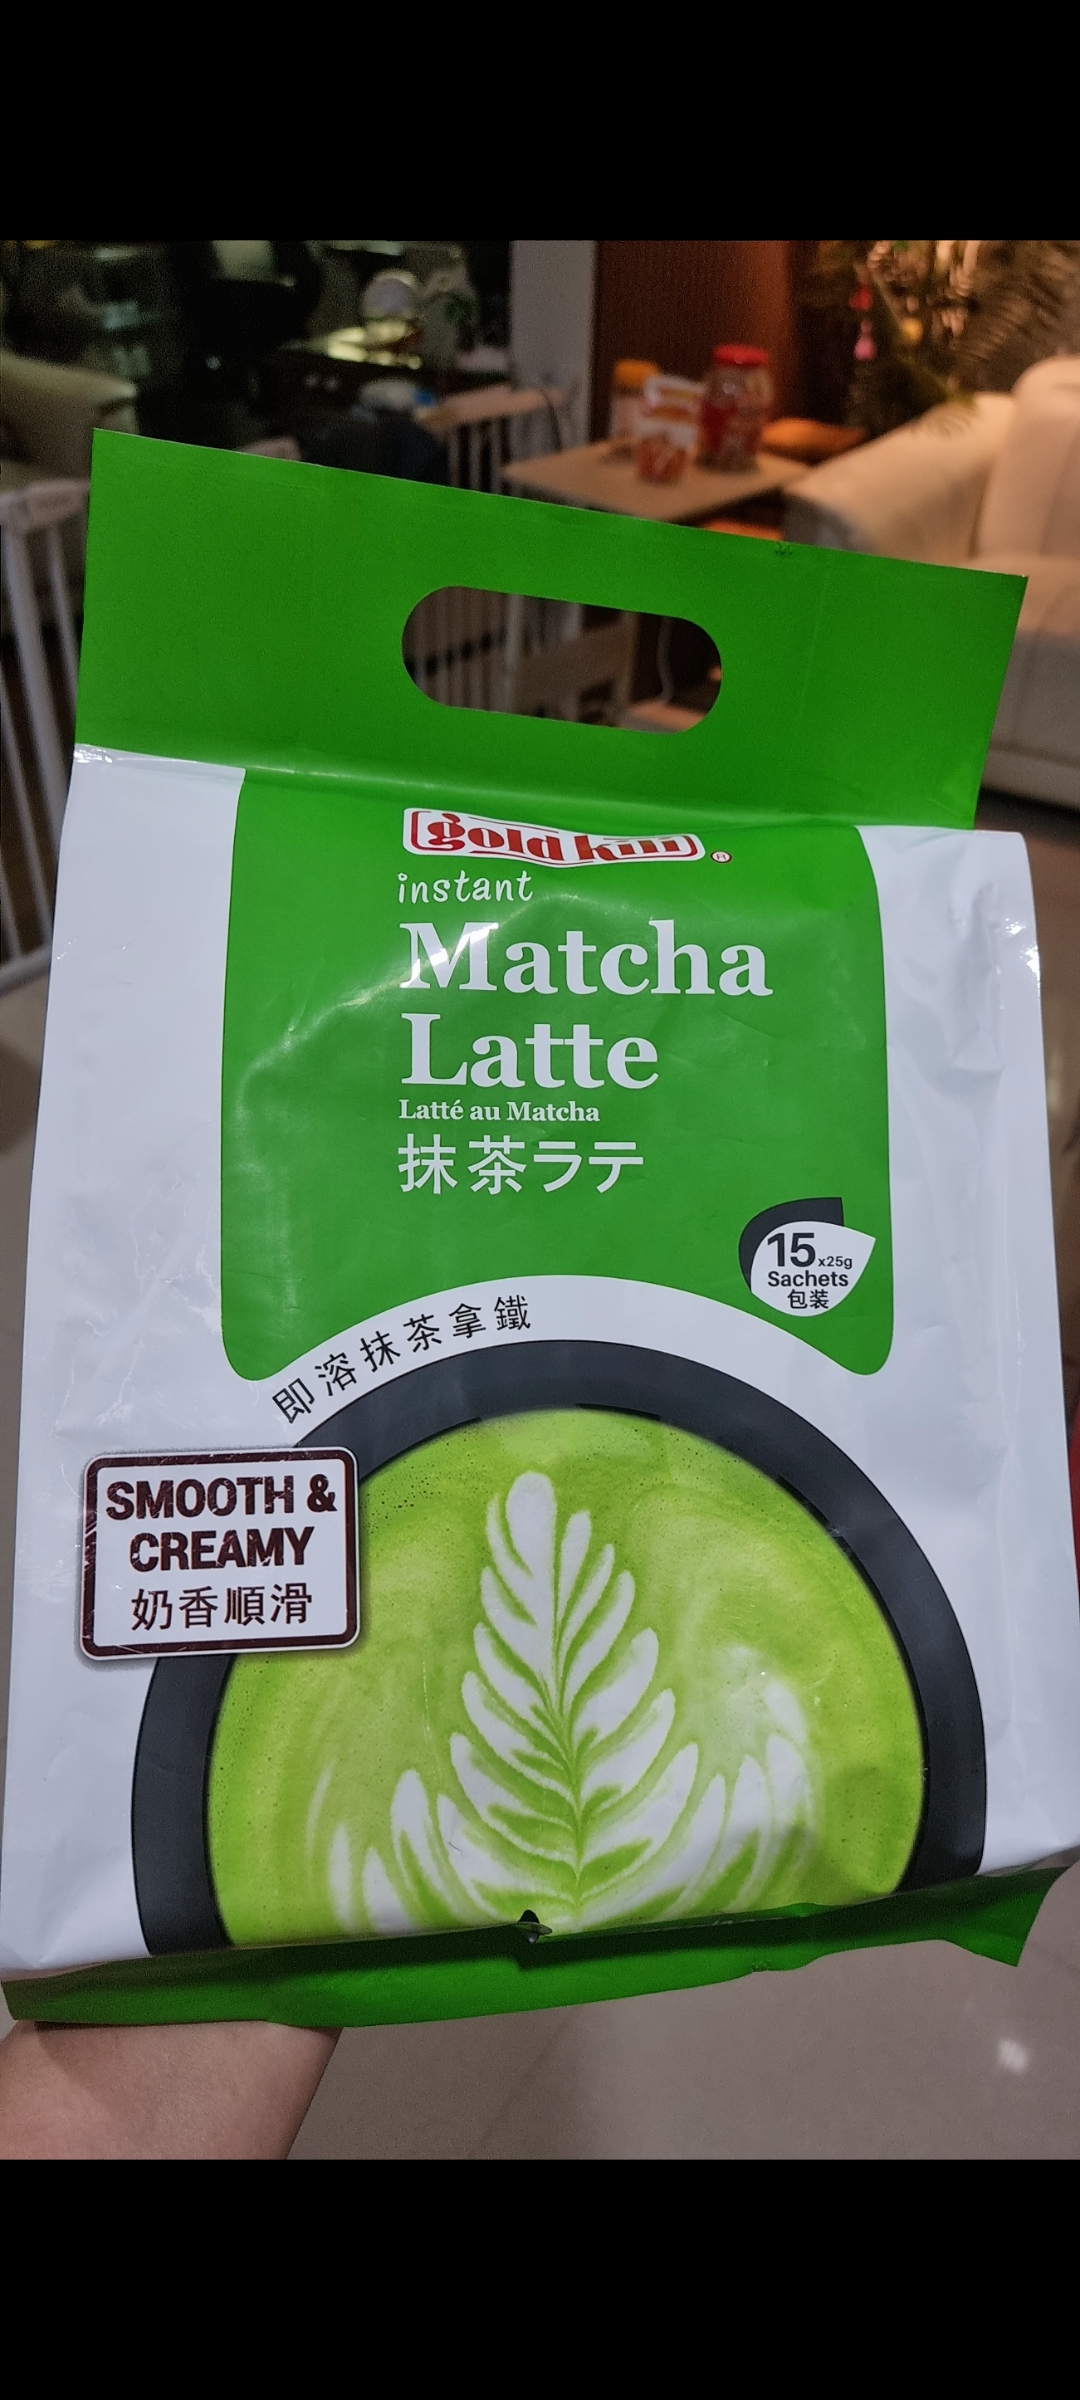 gold kili
instant
Matcha
Latte
Latté au Matcha
抹茶ラテ
15 x25g
Sachets
包装
即溶抹茶拿鐵
SMOOTH &
CREAMY
奶香順滑